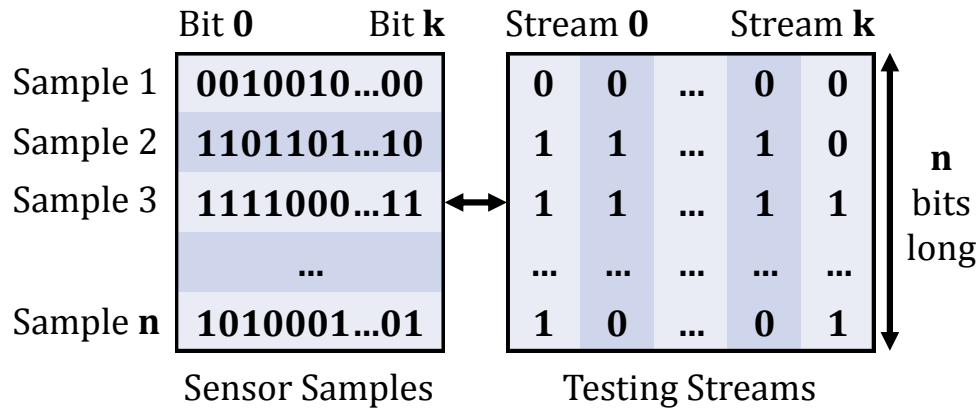 Bit 0 Bit k Stream 0 Stream k
Sample 1 0010010...00 0 0 ... 0 0
Sample 2 1101101...10 1 1 ... 1 0
Sample 3 1111000...11 1 1 ... 1 1
... ... ... ... ... ...
Sample n 1010001...01 1 0 ... 0 1
n
bits
long
Sensor Samples Testing Streams